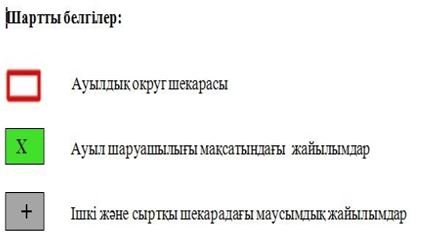 Шартты белгілер:
Ауылдық округ шекарасы
X
Ауыл шаруашылығы мақсатындағы жайылымдар
+
Ішкі және сыртқы шекарадағы маусымдық жайылымдар